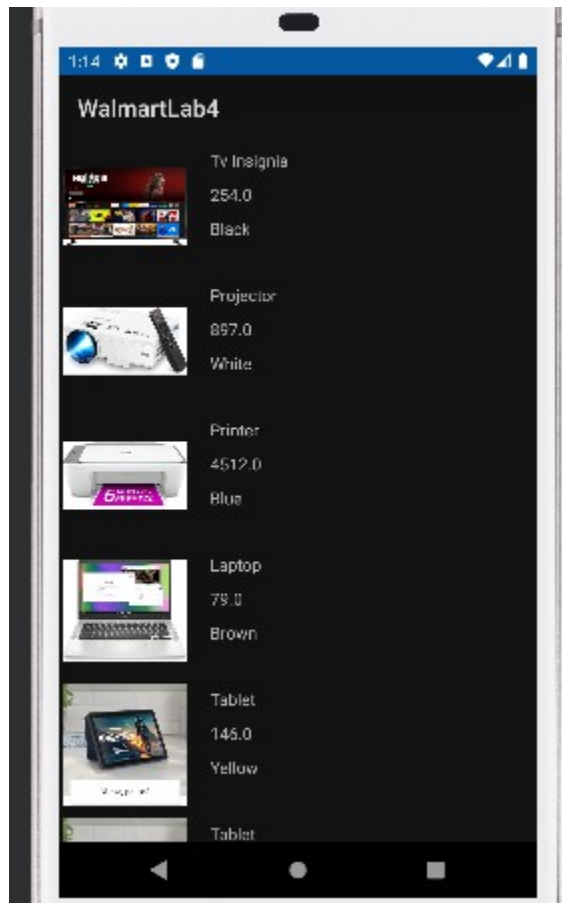 1:14
WalmartLab4
Tv Insignia
254.0
Black
Projector
897.0
White
Printer
4512.0
Blue
Laptop
79.0
Brown
Tablet
146.0
Yellow
Tablet